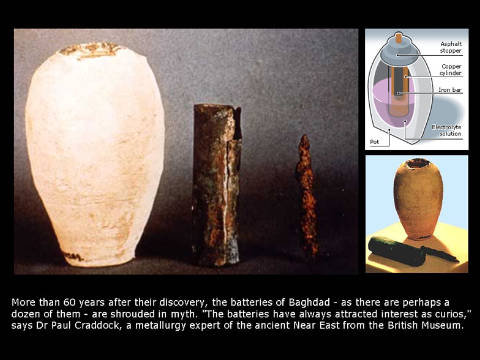 Asphalt
stopper
Copper
cylinder
Iron bar
Electrolyte
solution
Pot
More than 60 years after their discovery, the batteries of Baghdad - as there are perhaps a
dozen of them - are shrouded in myth. "The batteries have always attracted interest as curios,"
says Dr Paul Craddock, a metallurgy expert of the ancient Near East from the British Museum.